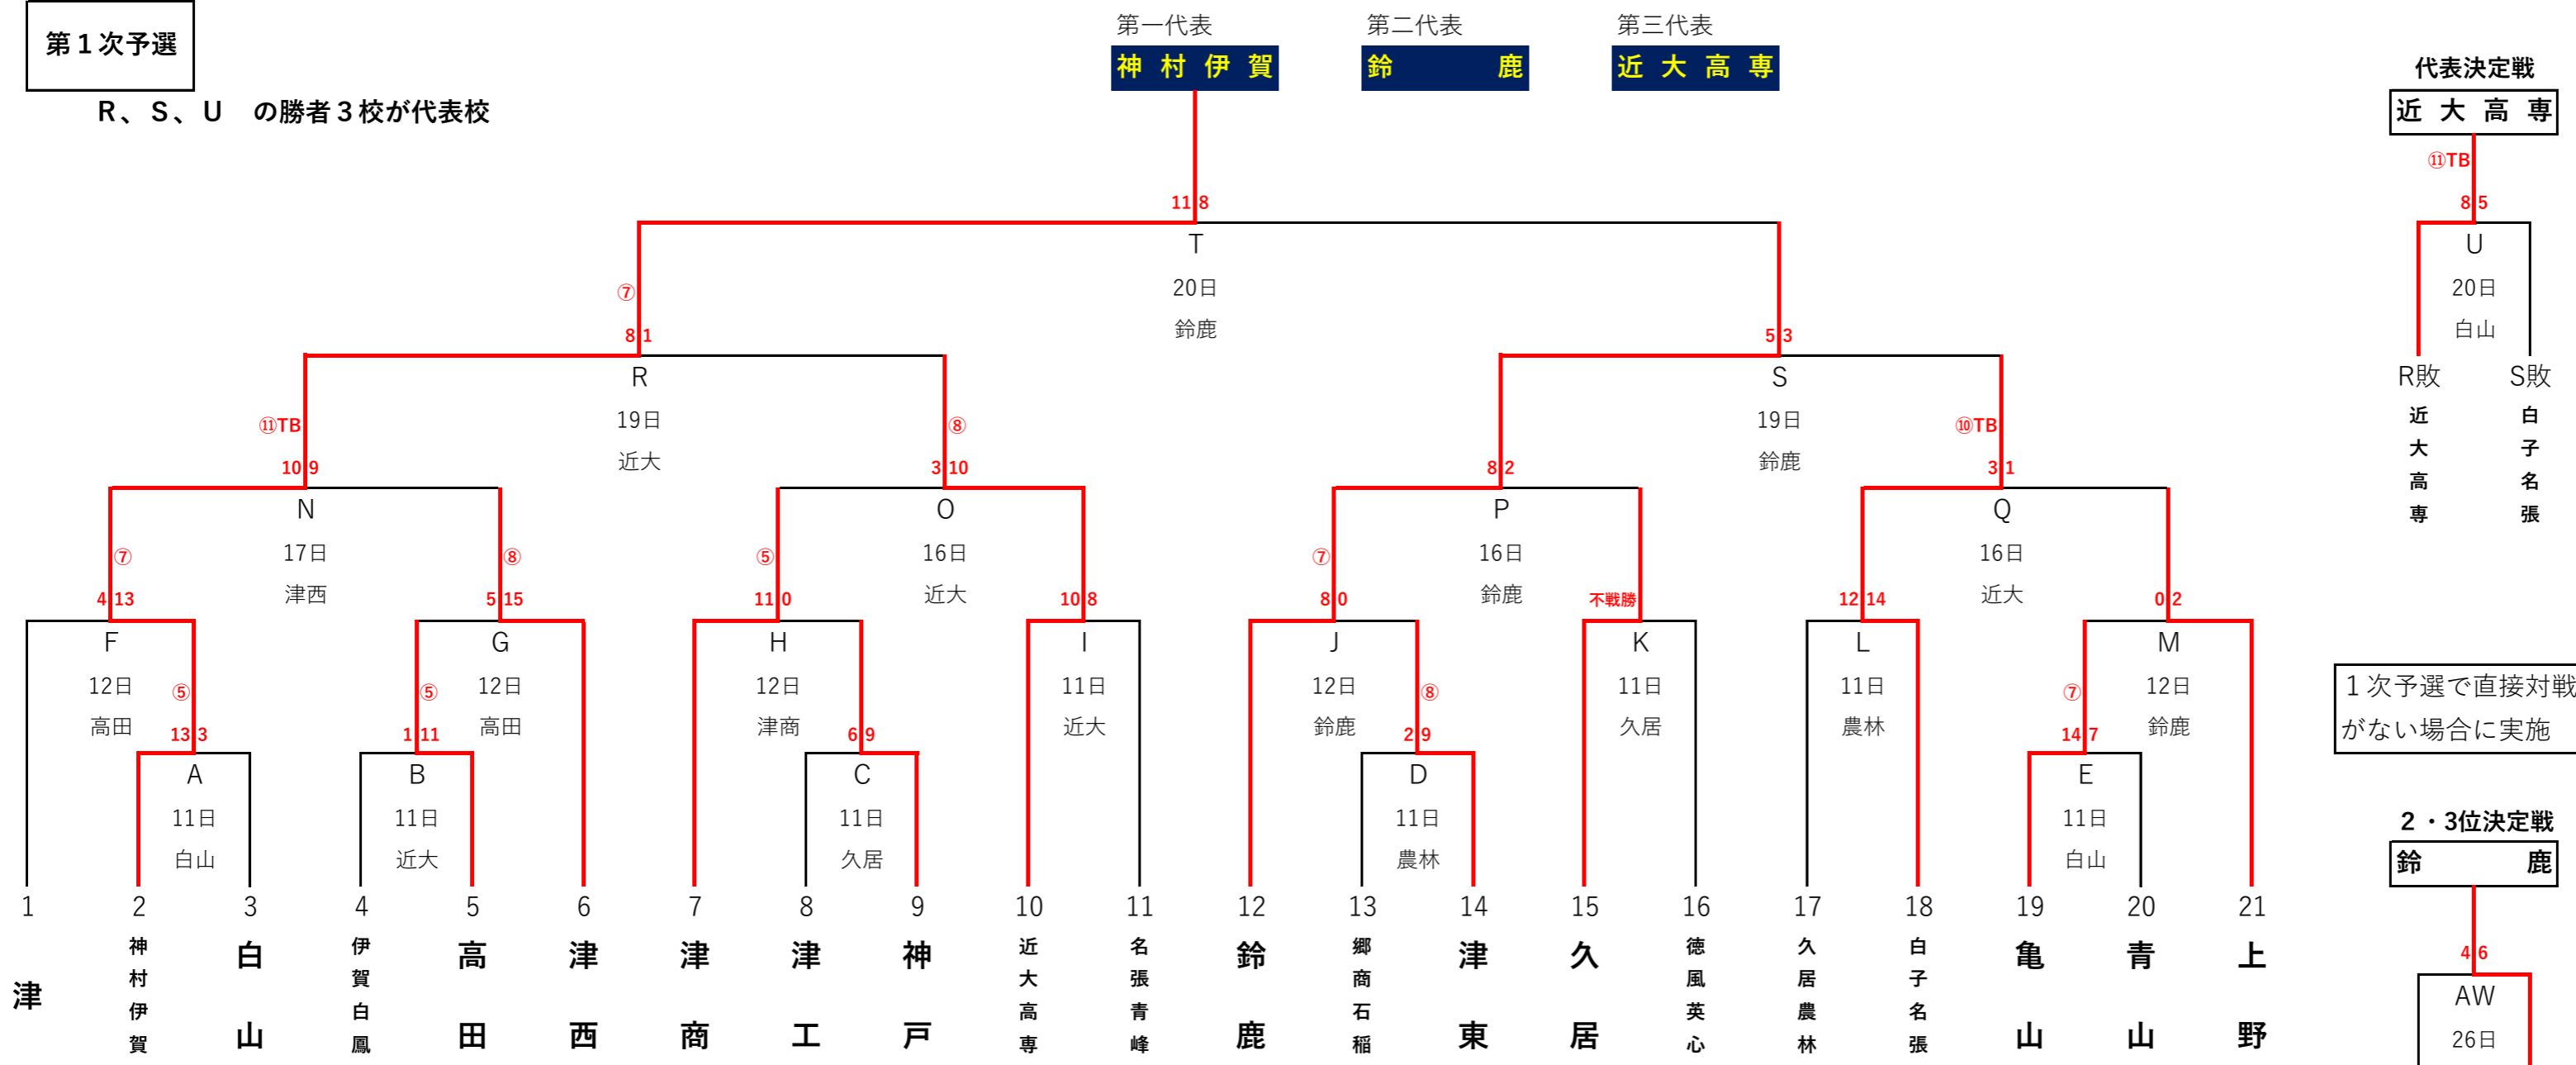 第１次予選
R、S、U　の勝者３校が代表校
第一代表 第二代表 第三代表
神村伊賀 鈴鹿 近大高専
代表決定戦
近大高専
⑪TB
11 8 8 5
T U
20日 20日
鈴鹿 白山
⑦
8 1 5 3
R S R敗 S敗
19日 19日 近大高専 白子名張
近大 鈴鹿
⑪TB ⑧ ⑩TB
10 9 3 10 8 2 3 1
N O P Q
17日 16日 16日 16日
津西 近大 鈴鹿 近大
⑦ ⑧ ⑤ ⑦
4 13 5 15 11 0 10 8 8 0 不戦勝 12 14 0 2
F G H I J K L M
12日 12日 12日 11日 12日 11日 11日 12日
高田 高田 津商 近大 鈴鹿 久居 農林 鈴鹿
⑤ ⑤ ⑧ ⑦
１次予選で直接対戦
がない場合に実施
13 3 1 11 6 9 2 9 14 7
A B C D E
11日 11日 11日 11日 11日
白山 近大 久居 農林 白山
2・3位決定戦
鈴鹿
1 2 3 4 5 6 7 8 9 10 11 12 13 14 15 16 17 18 19 20 21
津 神村伊賀 白山 伊賀白鳳 高田 津西 津商 津工 神戸 近大高専 名張青峰 鈴鹿 郷商石稲 津東 久居 徳風英心 久居農林 白子名張 亀山 青山 上野
4 6
AW
26日